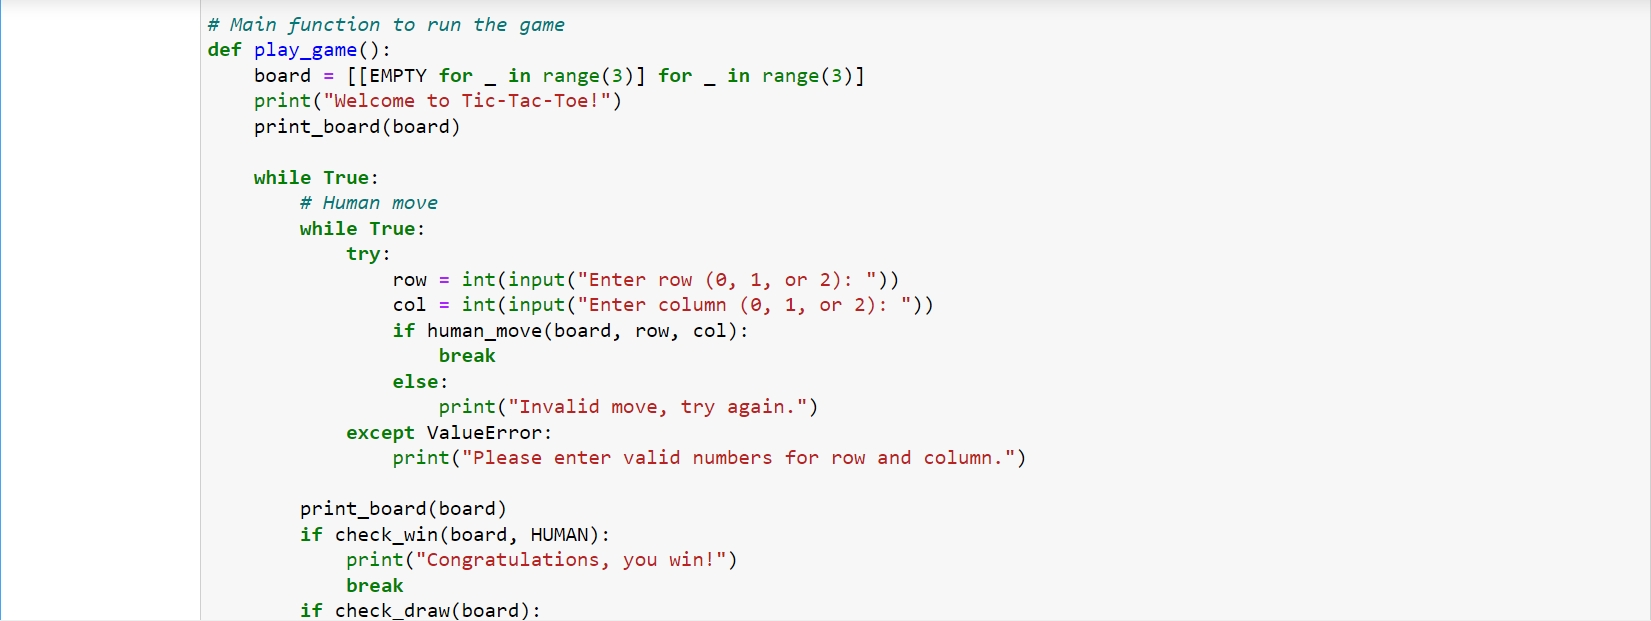 # Main function to run the game
def play_game():
    board = [[EMPTY for _ in range(3)] for _ in range(3)]
    print("Welcome to Tic-Tac-Toe!")
    print_board(board)

    while True:
        # Human move
        while True:
            try:
                row = int(input("Enter row (0, 1, or 2): "))
                col = int(input("Enter column (0, 1, or 2): "))
                if human_move(board, row, col):
                    break
                else:
                    print("Invalid move, try again.")
            except ValueError:
                print("Please enter valid numbers for row and column.")

        print_board(board)
        if check_win(board, HUMAN):
            print("Congratulations, you win!")
            break
        if check_draw(board):